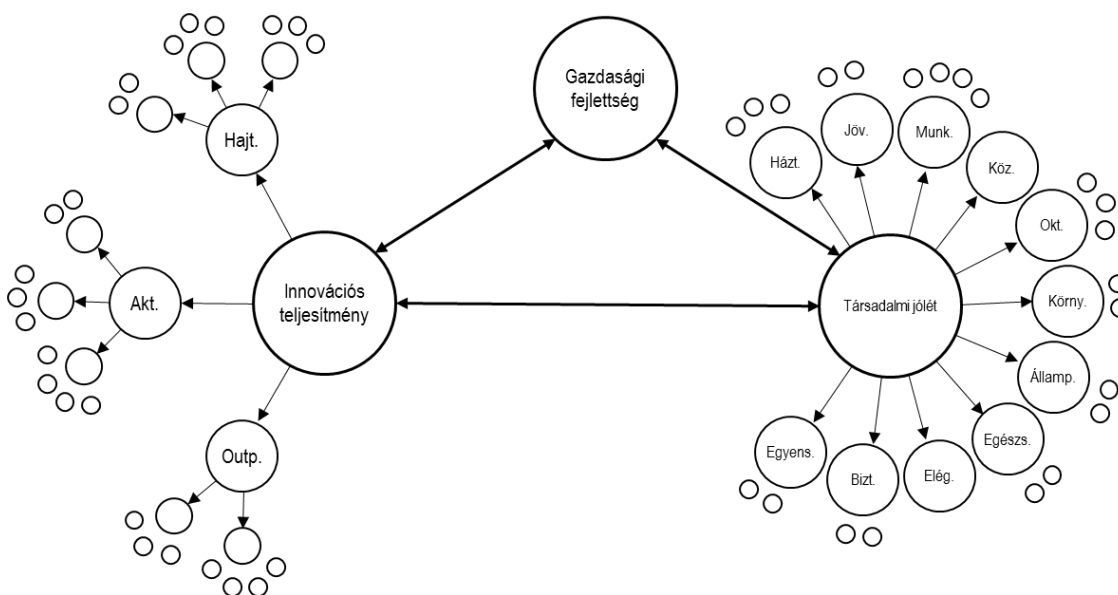 Gazdasági
fejlettség
Hajt.
Akt.
Outp.
Innovációs
teljesítmény
Társadalmi jólét
Házt.
Jöv.
Munk.
Köz.
Okt.
Körny.
Államp.
Egészs.
Elég.
Bizt.
Egyens.